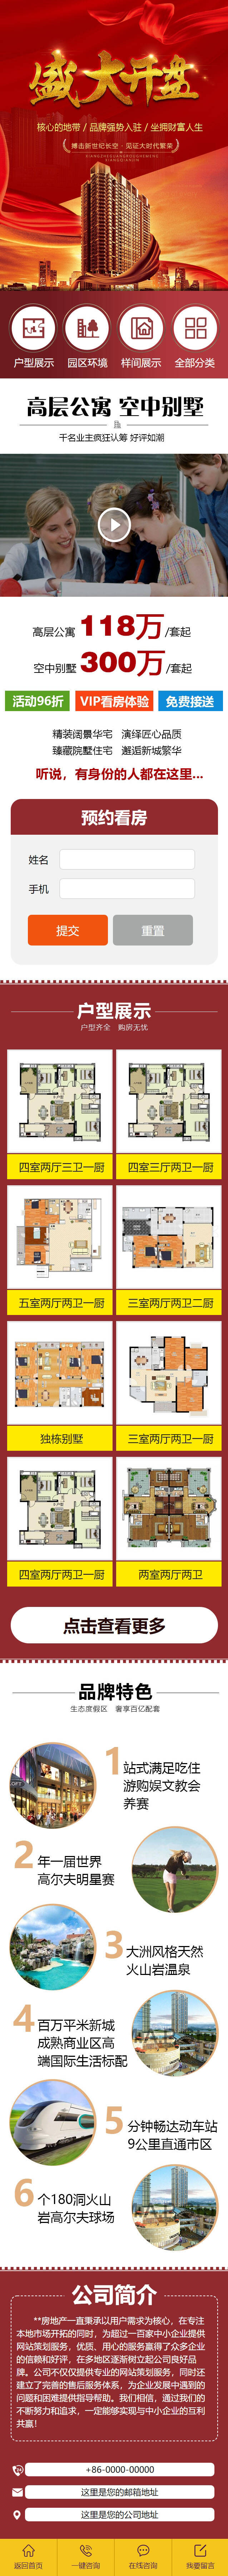 盛大开盘
核心的地带 / 品牌强势入驻 / 坐拥财富人生
搏击新世纪长空·见证大时代繁荣
户型展示
园区环境
样间展示
全部分类
高层公寓 空中别墅
千名业主疯狂认筹 好评如潮
高层公寓 118万 /套起
空中别墅 300万 /套起
活动96折
VIP看房体验
免费接送
精装阔景华宅 演绎匠心品质
臻藏院墅住宅 邂逅新城繁华
听说，有身份的人都在这里...
预约看房
姓名
手机
提交
重置
户型展示
户型齐全 购房无忧
四室两厅三卫一厨
四室三厅两卫一厨
五室两厅两卫一厨
三室两厅两卫二厨
独栋别墅
三室两厅两卫一厨
四室两厅两卫一厨
两室两厅两卫
点击查看更多
品牌特色
生态度假区 奢享百亿配套
1 站式满足吃住
游购娱文教会
养赛
2 年一届世界
高尔夫明星赛
3 大洲风格天然
火山岩温泉
4 百万平米新城
成熟商业区高
端国际生活标配
5 分钟畅达动车站
9公里直通市区
6 个180洞火山
岩高尔夫球场
公司简介
**房地产一直秉承以用户需求为核心，在专注
本地市场开拓的同时，为超过一百家中小企业提供
网站策划服务，优质、用心的服务赢得了众多企业
的信赖和好评，在多地区逐渐树立起公司良好品
牌。公司不仅仅提供专业的网站策划服务，同时还
建立了完善的售后服务体系，为企业发展中遇到的
问题和困难提供指导帮助。我们相信，通过我们的
不断努力和追求，一定能够实现与中小企业的互利
共赢！
+86-0000-00000
这里是您的邮箱地址
这里是您的公司地址
返回首页
一键咨询
在线咨询
我要留言